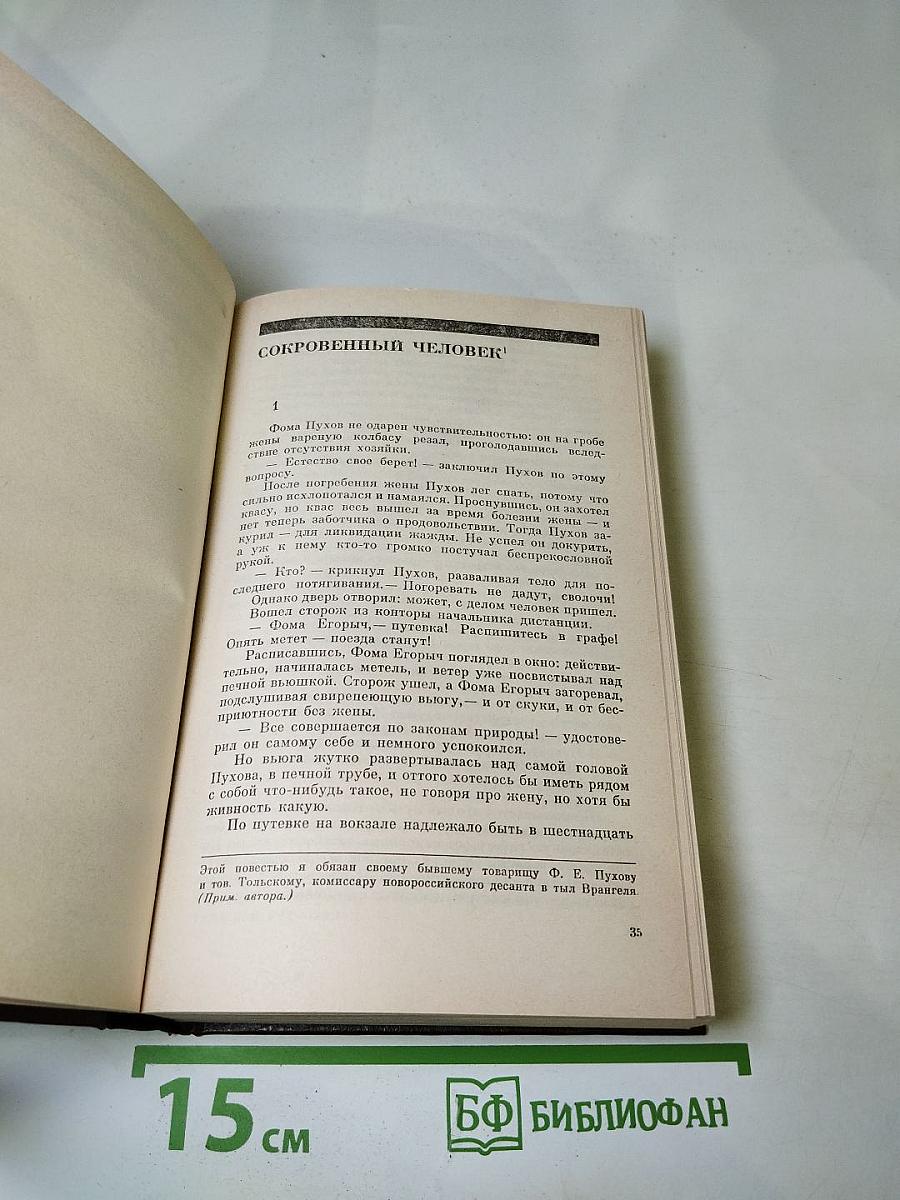 СОКРОВЕННЫЙ ЧЕЛОВЕК¹
1
Фома Пухов не одарен чувствительностью: он на гробе
жены вареную колбасу резал, проголодавшись вслед-
ствие отсутствия хозяйки.
— Естество свое берет! — заключил Пухов по этому
вопросу.
После погребения жены Пухов лег спать, потому что
сильно исхлопотался и намаялся. Проснувшись, он захотел
квасу, но квас весь вышел за время болезни жены — и
нет теперь заботчика о продовольствии. Тогда Пухов за-
курил — для ликвидации жажды. Не успел он докурить,
а уж к нему кто-то громко постучал беспрекословной
рукой.
— Кто? — крикнул Пухов, разваливая тело для по-
следнего потягивания.— Погоревать не дадут, сволочи!
Однако дверь отворил: может, с делом человек пришел.
Вошел сторож из конторы начальника дистанции.
— Фома Егорыч,— путевка! Распишитесь в графе!
Опять метет — поезда станут!
Расписавшись, Фома Егорыч поглядел в окно: действи-
тельно, начиналась метель, и ветер уже посвистывал над
печной вьюшкой. Сторож ушел, а Фома Егорыч загоревал,
подслушивая свирепеющую вьюгу,— и от скуки, и от бес-
приютности без жены.
— Все совершается по законам природы! — удостове-
рил он самому себе и немного успокоился.
Но вьюга жутко развертывалась над самой головой
Пухова, в печной трубе, и оттого хотелось бы иметь рядом
с собой что-нибудь такое, не говоря про жену, но хотя бы
живность какую.
По путевке на вокзале надлежало быть в шестнадцать
Этой повестью я обязан своему бывшему товарищу Ф. Е. Пухову
и тов. Тольскому, комиссару новороссийского десанта в тыл Врангеля
(Прим. автора.)
35
15 см
БФ БИБЛИОФАН